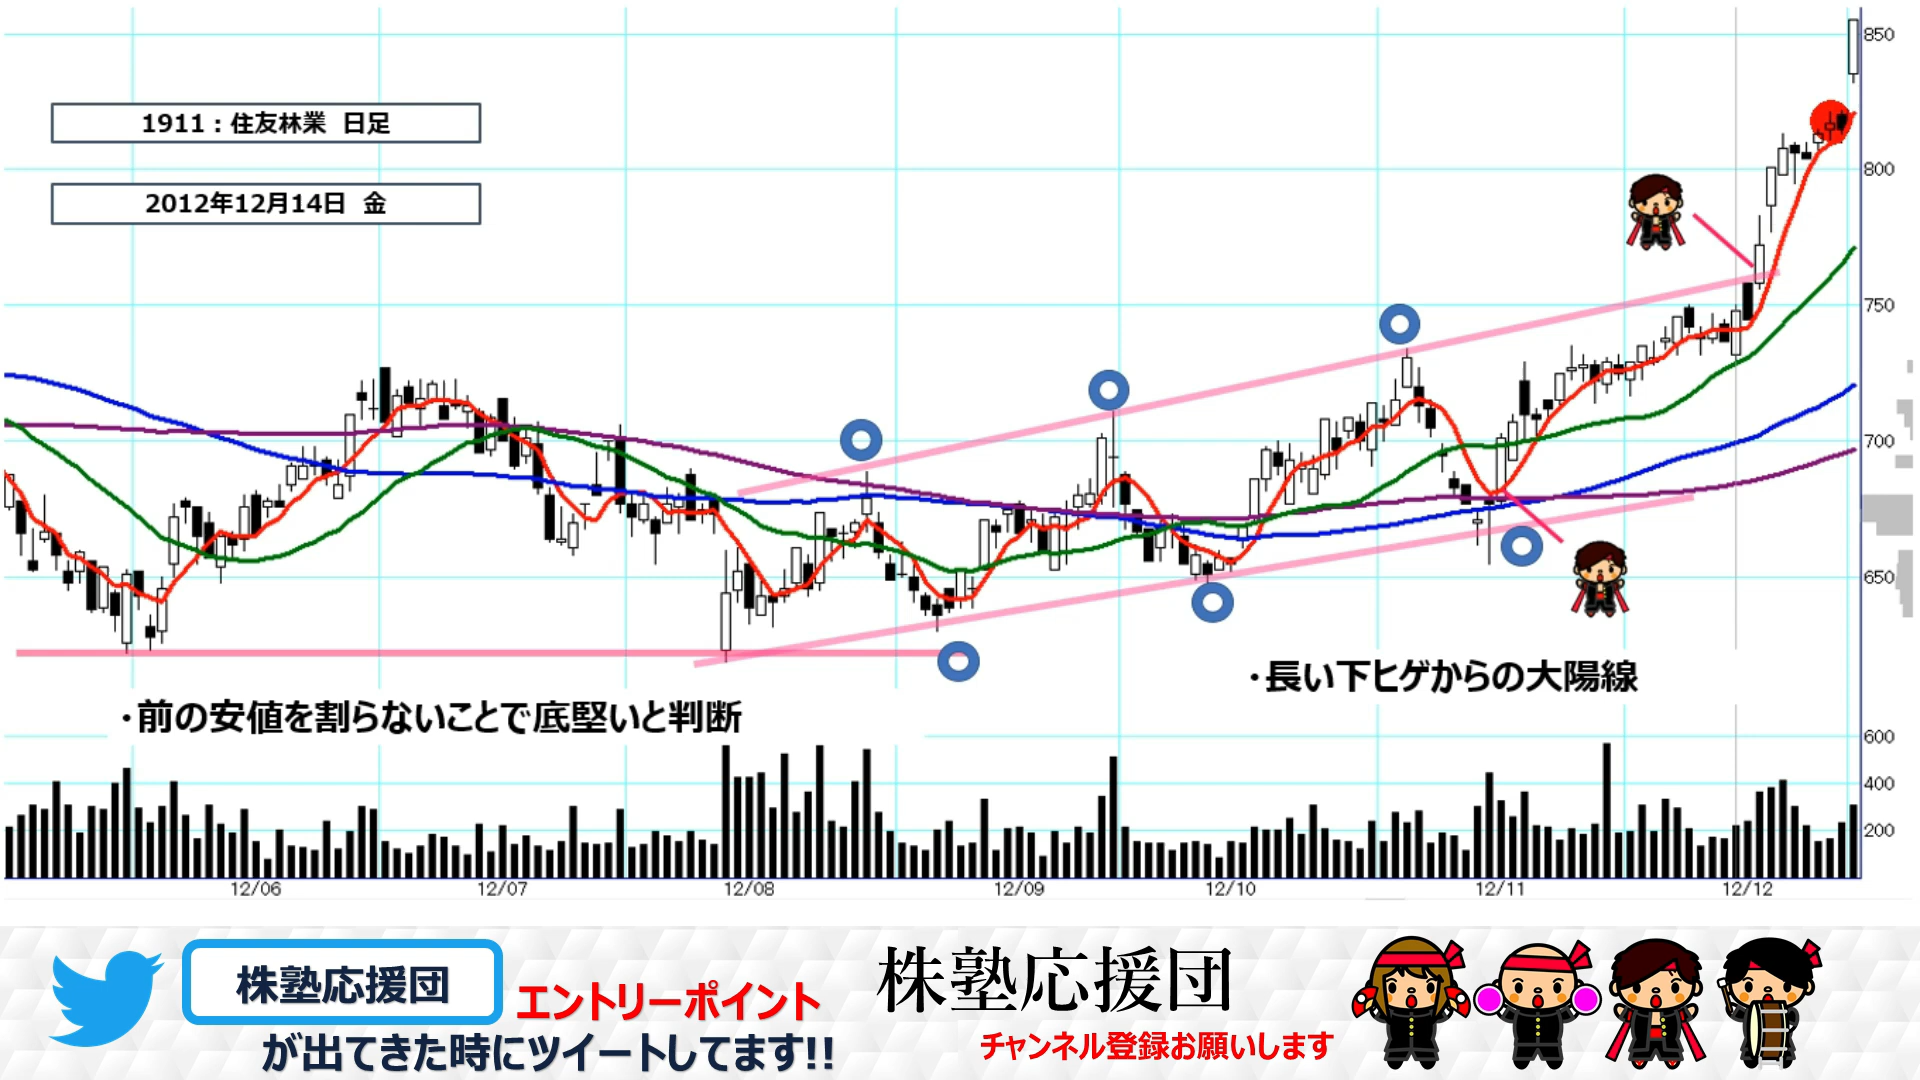 1911：住友林業 日足
2012年12月14日 金
850
800
750
700
650
・長い下ヒゲからの大陽線
・前の安値を割らないことで底堅いと判断
600
400
200
12/06 12/07 12/08 12/09 12/10 12/11 12/12
株塾応援団
エントリーポイント
が出てきた時にツイートしてます!!
株塾応援団
チャンネル登録お願いします